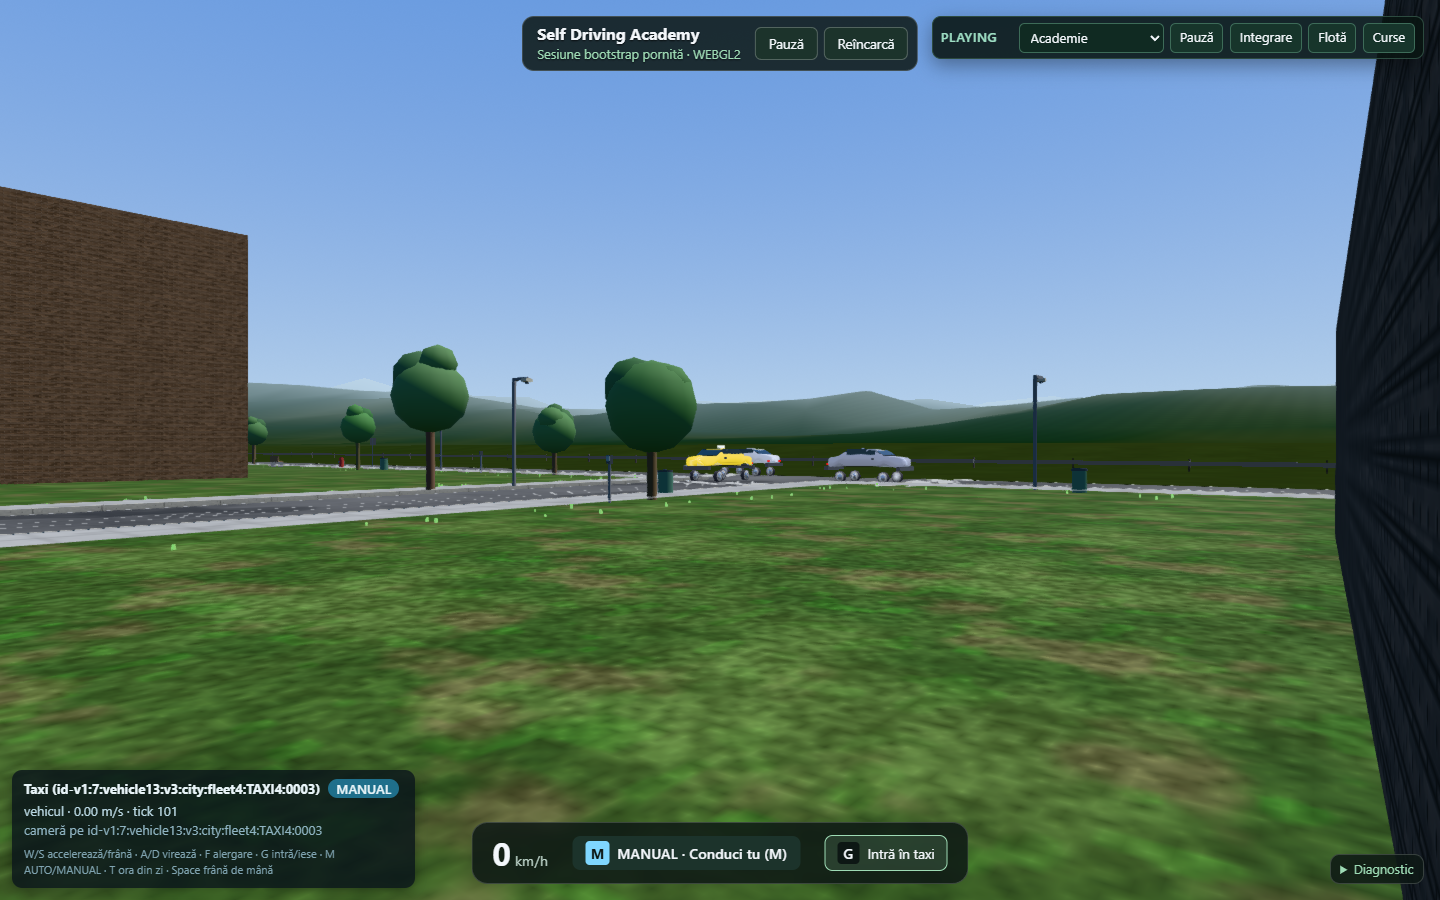 Self Driving Academy
Sesiune bootstrap pornită · WEBGL2
Pauză
Reîncarcă
PLAYING
Academie
Pauză
Integrare
Flotă
Curse
Taxi (id-v1:7:vehicle13:v3:city:fleet4:TAXI4:0003)
MANUAL
vehicul · 0.00 m/s · tick 101
cameră pe id-v1:7:vehicle13:v3:city:fleet4:TAXI4:0003
W/S accelerează/frână · A/D virează · F alergare · G intră/iese · M
AUTO/MANUAL · T ora din zi · Space frână de mână
0 km/h
M MANUAL · Conduci tu (M)
G Intră în taxi
▶ Diagnostic